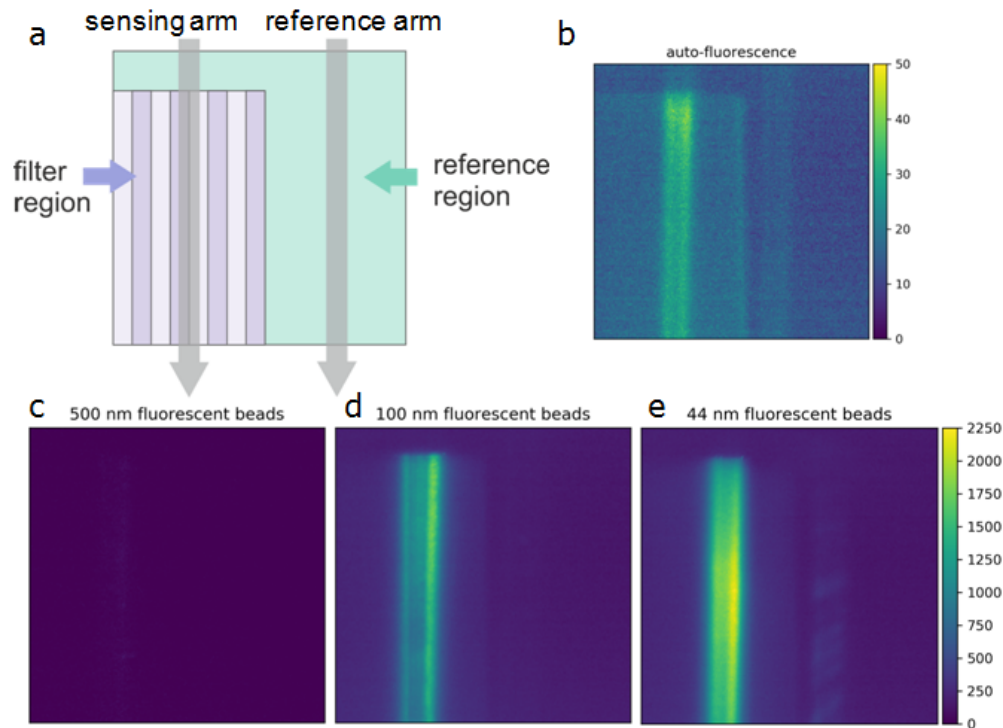 sensing arm reference arm
a
b
auto-fluorescence
filter
region
reference
region
50
40
30
20
10
0
c
500 nm fluorescent beads
d
100 nm fluorescent beads
e
44 nm fluorescent beads
2250
2000
1750
1500
1250
1000
750
500
250
0